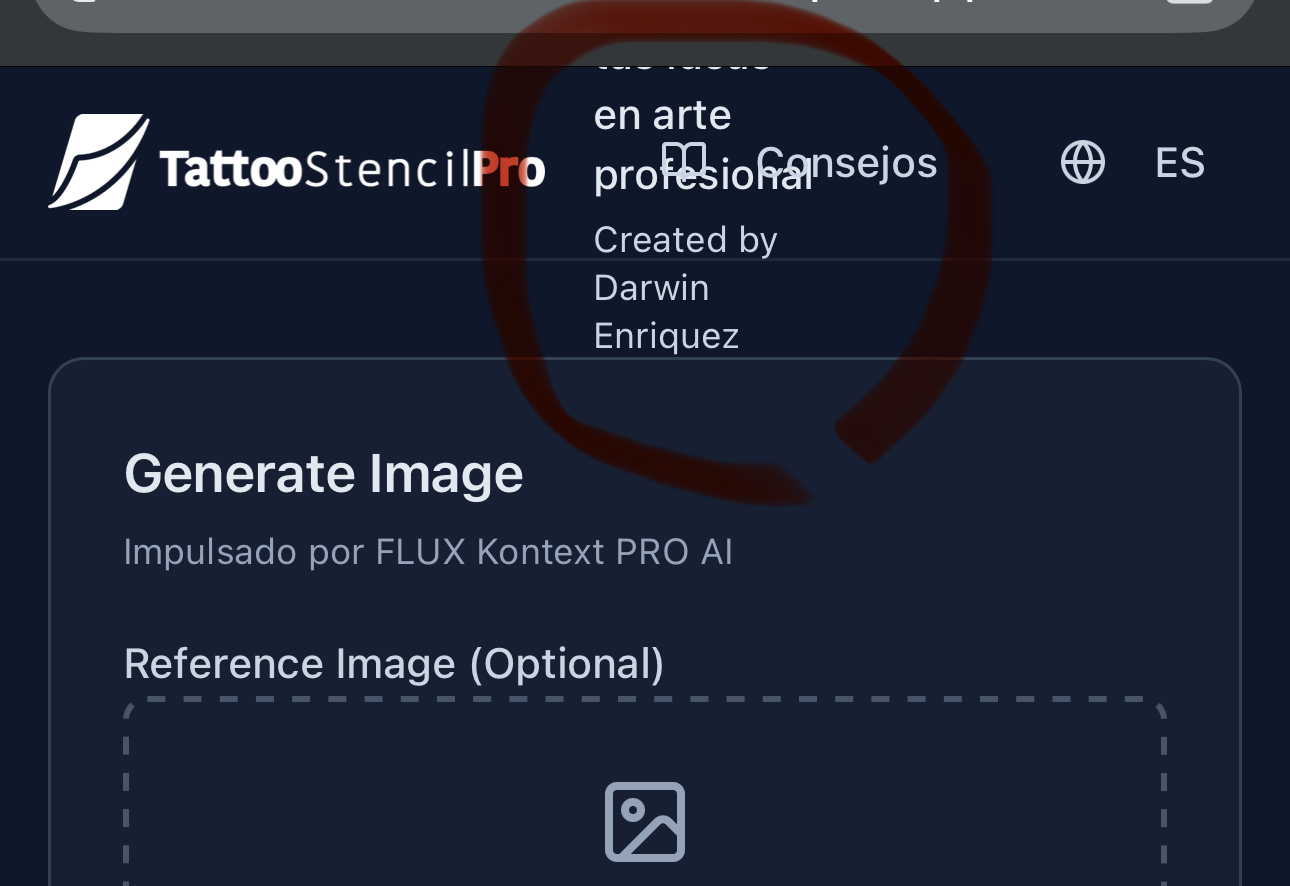 en arte
TattooStencilPro
profesional
Consejos
ES
Created by
Darwin
Enriquez
Generate Image
Impulsado por FLUX Kontext PRO AI
Reference Image (Optional)